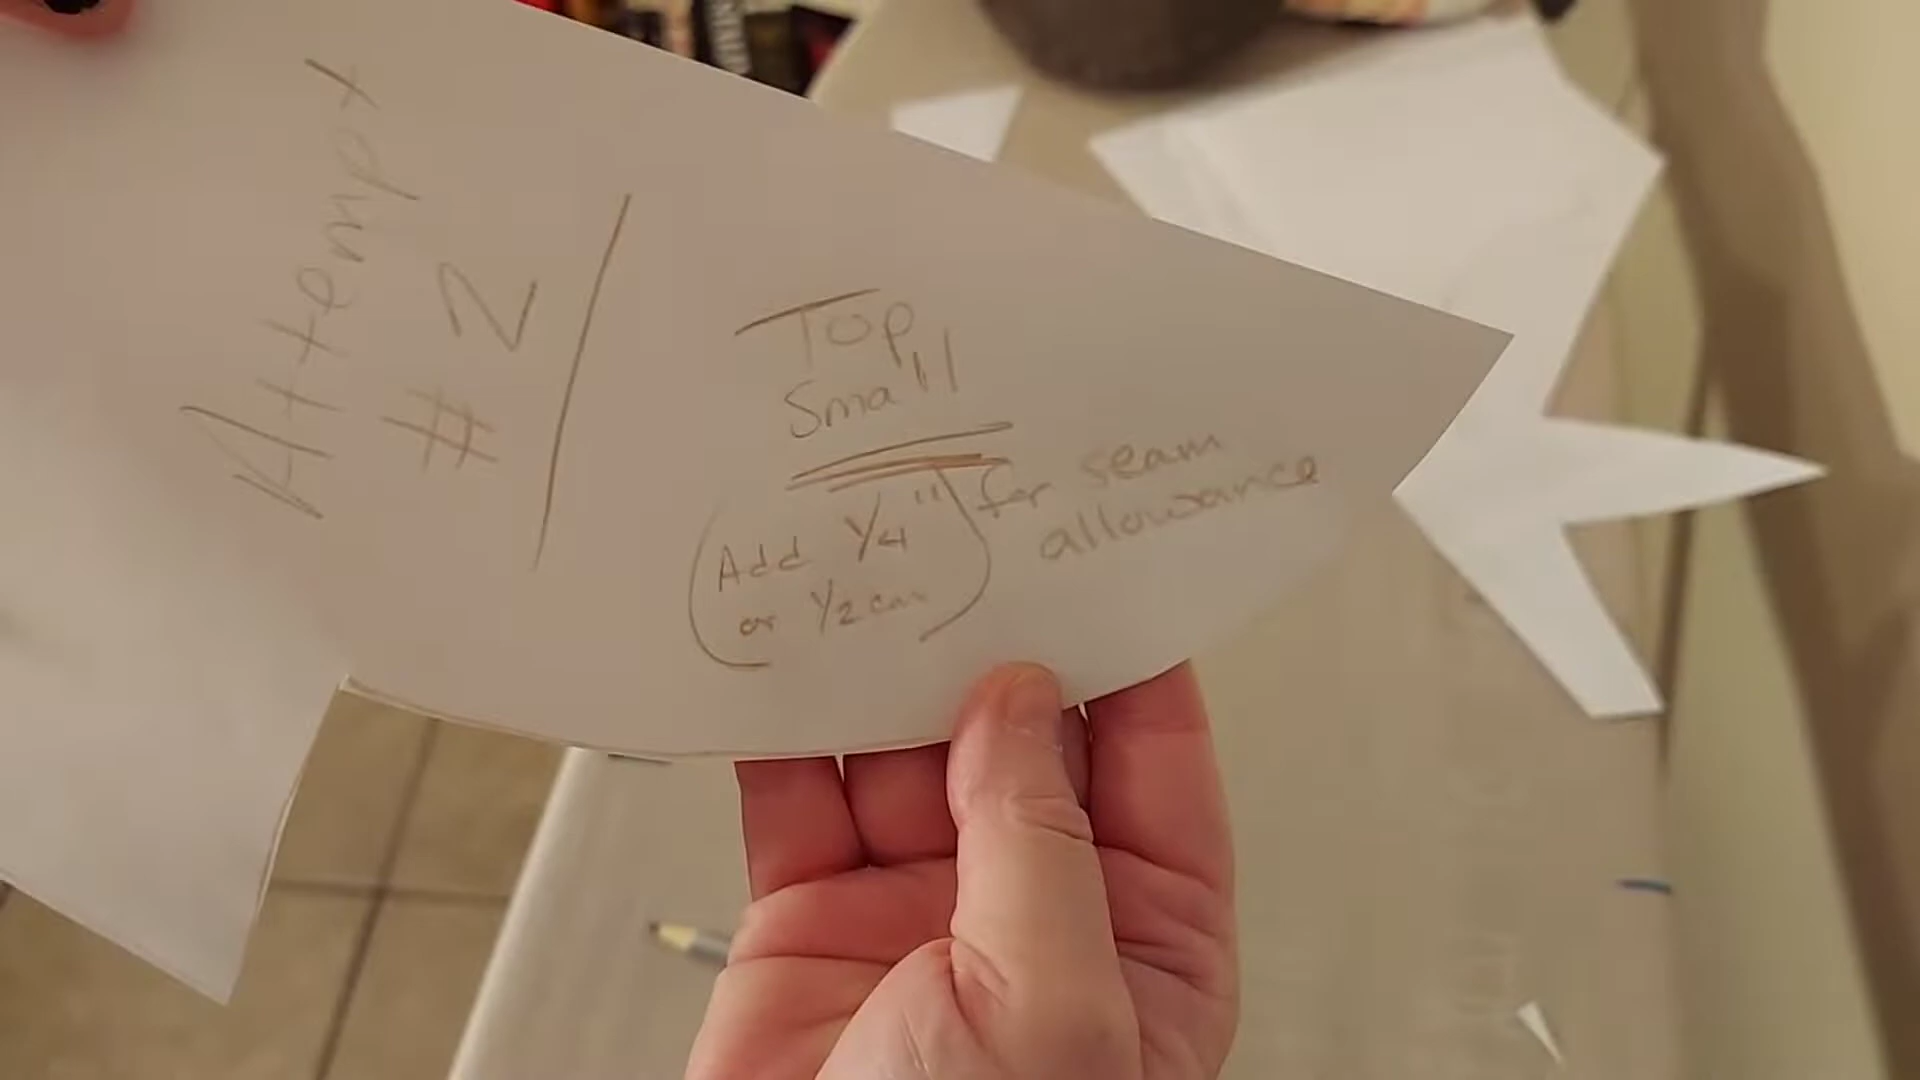 Attempt
# 2
Top
Small
(Add 1/4"
or 1/2 cm)
for seam
allowance